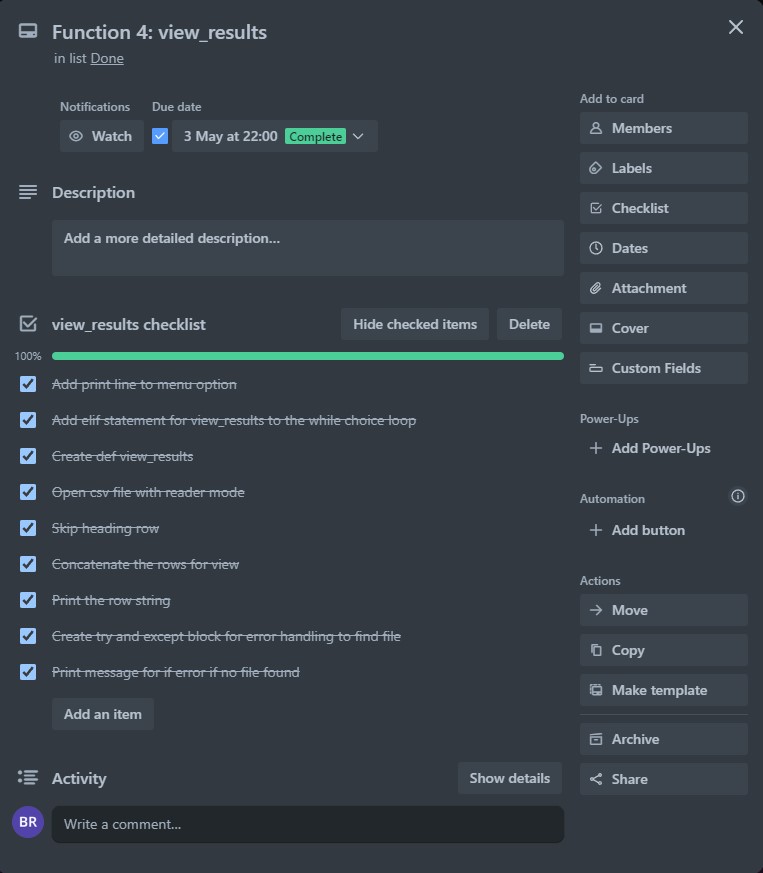 Function 4: view_results
in list Done
Notifications
Due date
Watch
3 May at 22:00 Complete
Description
Add a more detailed description...
view_results checklist
Hide checked items
Delete
100%
Add print line to menu option
Add elif statement for view_results to the while choice loop
Create def view_results
Open csv file with reader mode
Skip heading row
Concatenate the rows for view
Print the row string
Create try and except block for error handling to find file
Print message for if error if no file found
Add an item
Activity
Show details
BR
Write a comment...
Add to card
Members
Labels
Checklist
Dates
Attachment
Cover
Custom Fields
Power-Ups
Add Power-Ups
Automation
Add button
Actions
Move
Copy
Make template
Archive
Share